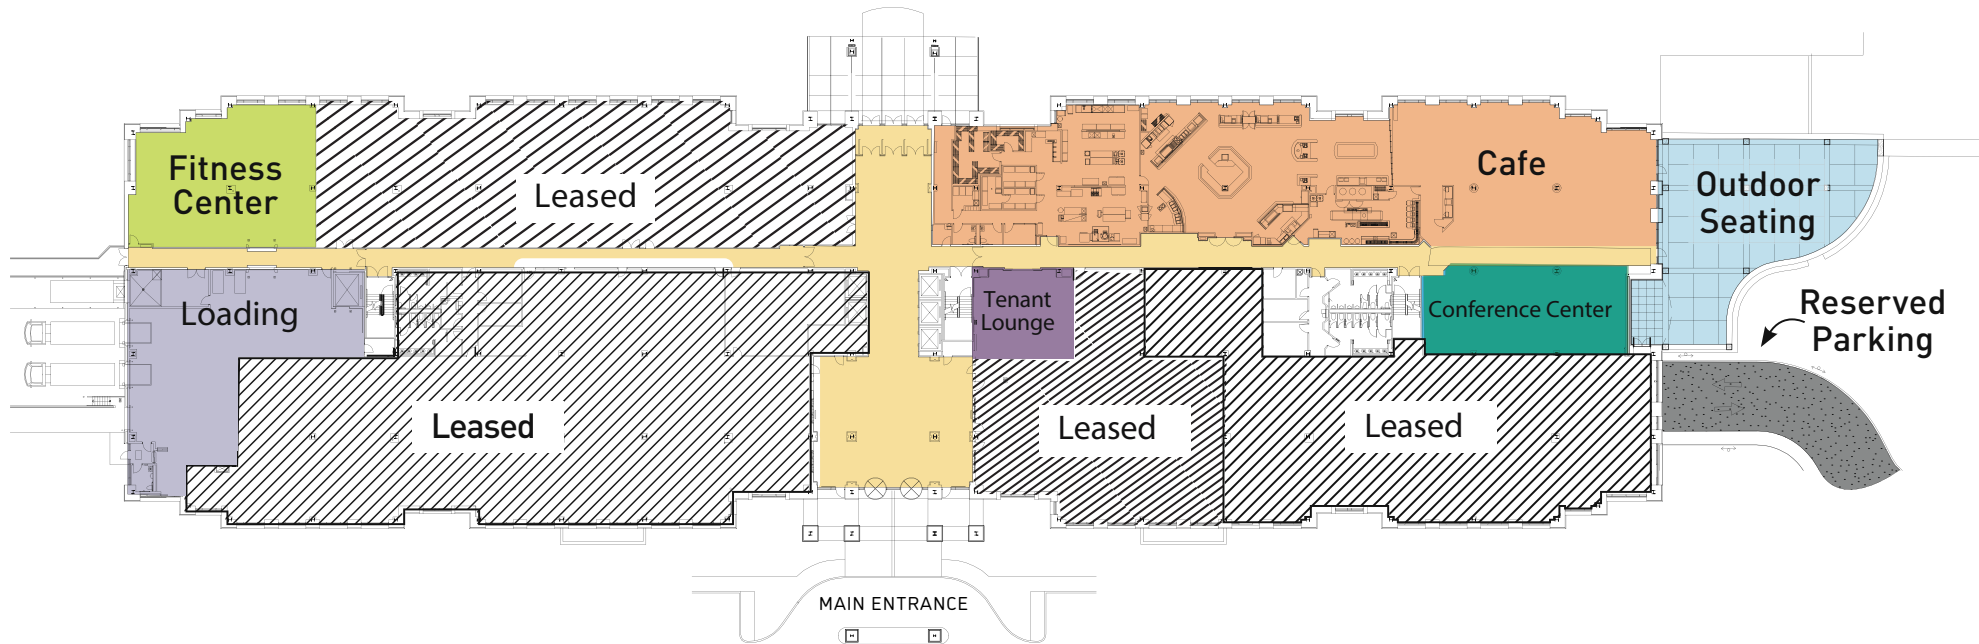 Fitness
Center
Leased
Cafe
Outdoor
Seating
Loading
Tenant
Lounge
Conference Center
Reserved
Parking
Leased
Leased
Leased
MAIN ENTRANCE